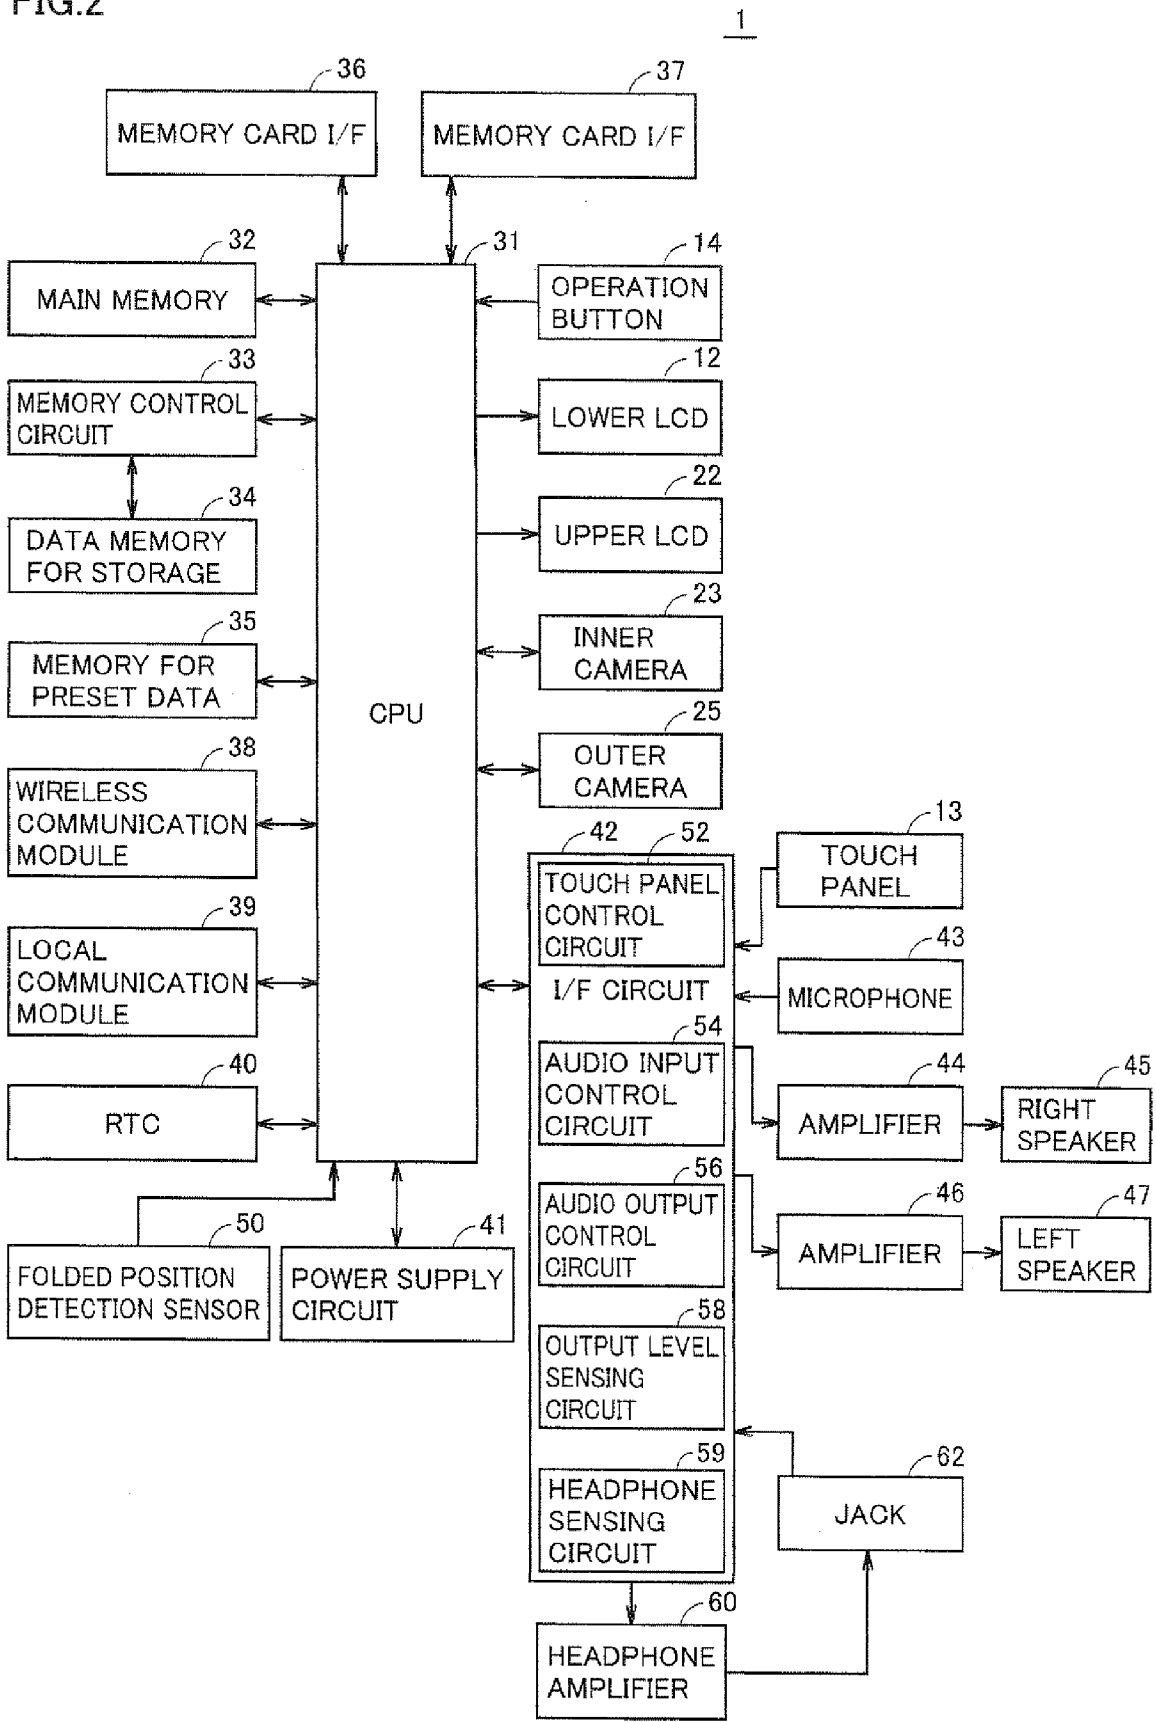 FIG.2
1
36
MEMORY CARD I/F
37
MEMORY CARD I/F
31
CPU
32
MAIN MEMORY
33
MEMORY CONTROL
CIRCUIT
34
DATA MEMORY
FOR STORAGE
35
MEMORY FOR
PRESET DATA
38
WIRELESS
COMMUNICATION
MODULE
39
LOCAL
COMMUNICATION
MODULE
40
RTC
50
FOLDED POSITION
DETECTION SENSOR
41
POWER SUPPLY
CIRCUIT
14
OPERATION
BUTTON
12
LOWER LCD
22
UPPER LCD
23
INNER
CAMERA
25
OUTER
CAMERA
42
52
TOUCH PANEL
CONTROL
CIRCUIT
I/F CIRCUIT
54
AUDIO INPUT
CONTROL
CIRCUIT
56
AUDIO OUTPUT
CONTROL
CIRCUIT
58
OUTPUT LEVEL
SENSING
CIRCUIT
59
HEADPHONE
SENSING
CIRCUIT
13
TOUCH
PANEL
43
MICROPHONE
44
AMPLIFIER
45
RIGHT
SPEAKER
46
AMPLIFIER
47
LEFT
SPEAKER
62
JACK
60
HEADPHONE
AMPLIFIER